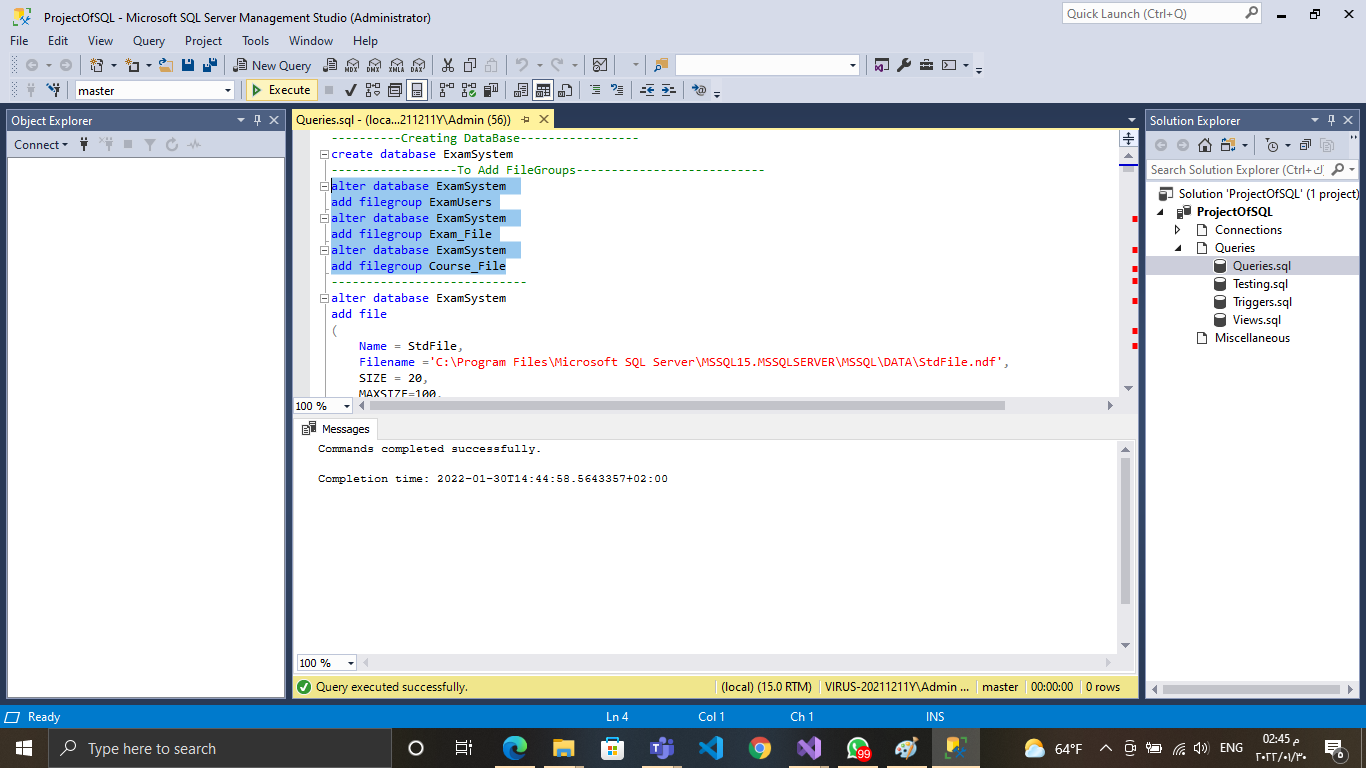 ProjectOfSQL - Microsoft SQL Server Management Studio (Administrator)
Quick Launch (Ctrl+Q)
File Edit View Query Project Tools Window Help
New Query
MDX DMX XMLA DAX
master
Execute
Object Explorer
Connect
Queries.sql - (loca...211211Y\Admin (56))
----------Creating DataBase-----------------
create database ExamSystem
------------------To Add FileGroups---------------------------
alter database ExamSystem
add filegroup ExamUsers
alter database ExamSystem
add filegroup Exam_File
alter database ExamSystem
add filegroup Course_File
----------------------------
alter database ExamSystem
add file
(
Name = StdFile,
Filename ='C:\Program Files\Microsoft SQL Server\MSSQL15.MSSQLSERVER\MSSQL\DATA\StdFile.ndf',
SIZE = 20,
MAXSIZE=100,
100 %
Messages
Commands completed successfully.
Completion time: 2022-01-30T14:44:58.5643357+02:00
100 %
Query executed successfully.
(local) (15.0 RTM) VIRUS-20211211Y\Admin ... master 00:00:00 0 rows
Solution Explorer
Search Solution Explorer (Ctrl+ك)
Solution 'ProjectOfSQL' (1 project)
ProjectOfSQL
Connections
Queries
Queries.sql
Testing.sql
Triggers.sql
Views.sql
Miscellaneous
Ready
Ln 4 Col 1 Ch 1 INS
Type here to search
99
64°F
ENG
02:45 م
٢٠٢٢/٠١/٣٠
8